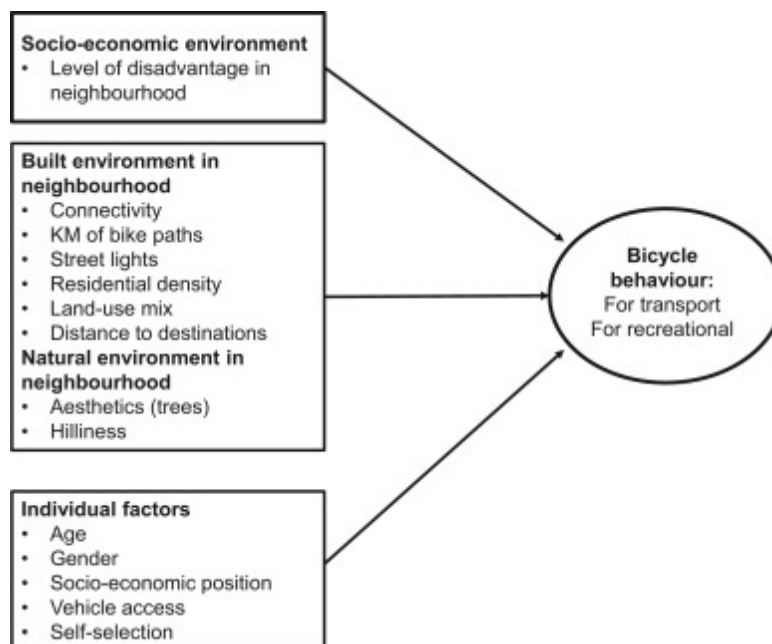 Socio-economic environment
• Level of disadvantage in
neighbourhood
Built environment in
neighbourhood
• Connectivity
• KM of bike paths
• Street lights
• Residential density
• Land-use mix
• Distance to destinations
Natural environment in
neighbourhood
• Aesthetics (trees)
• Hilliness
Individual factors
• Age
• Gender
• Socio-economic position
• Vehicle access
• Self-selection
Bicycle
behaviour:
For transport
For recreational